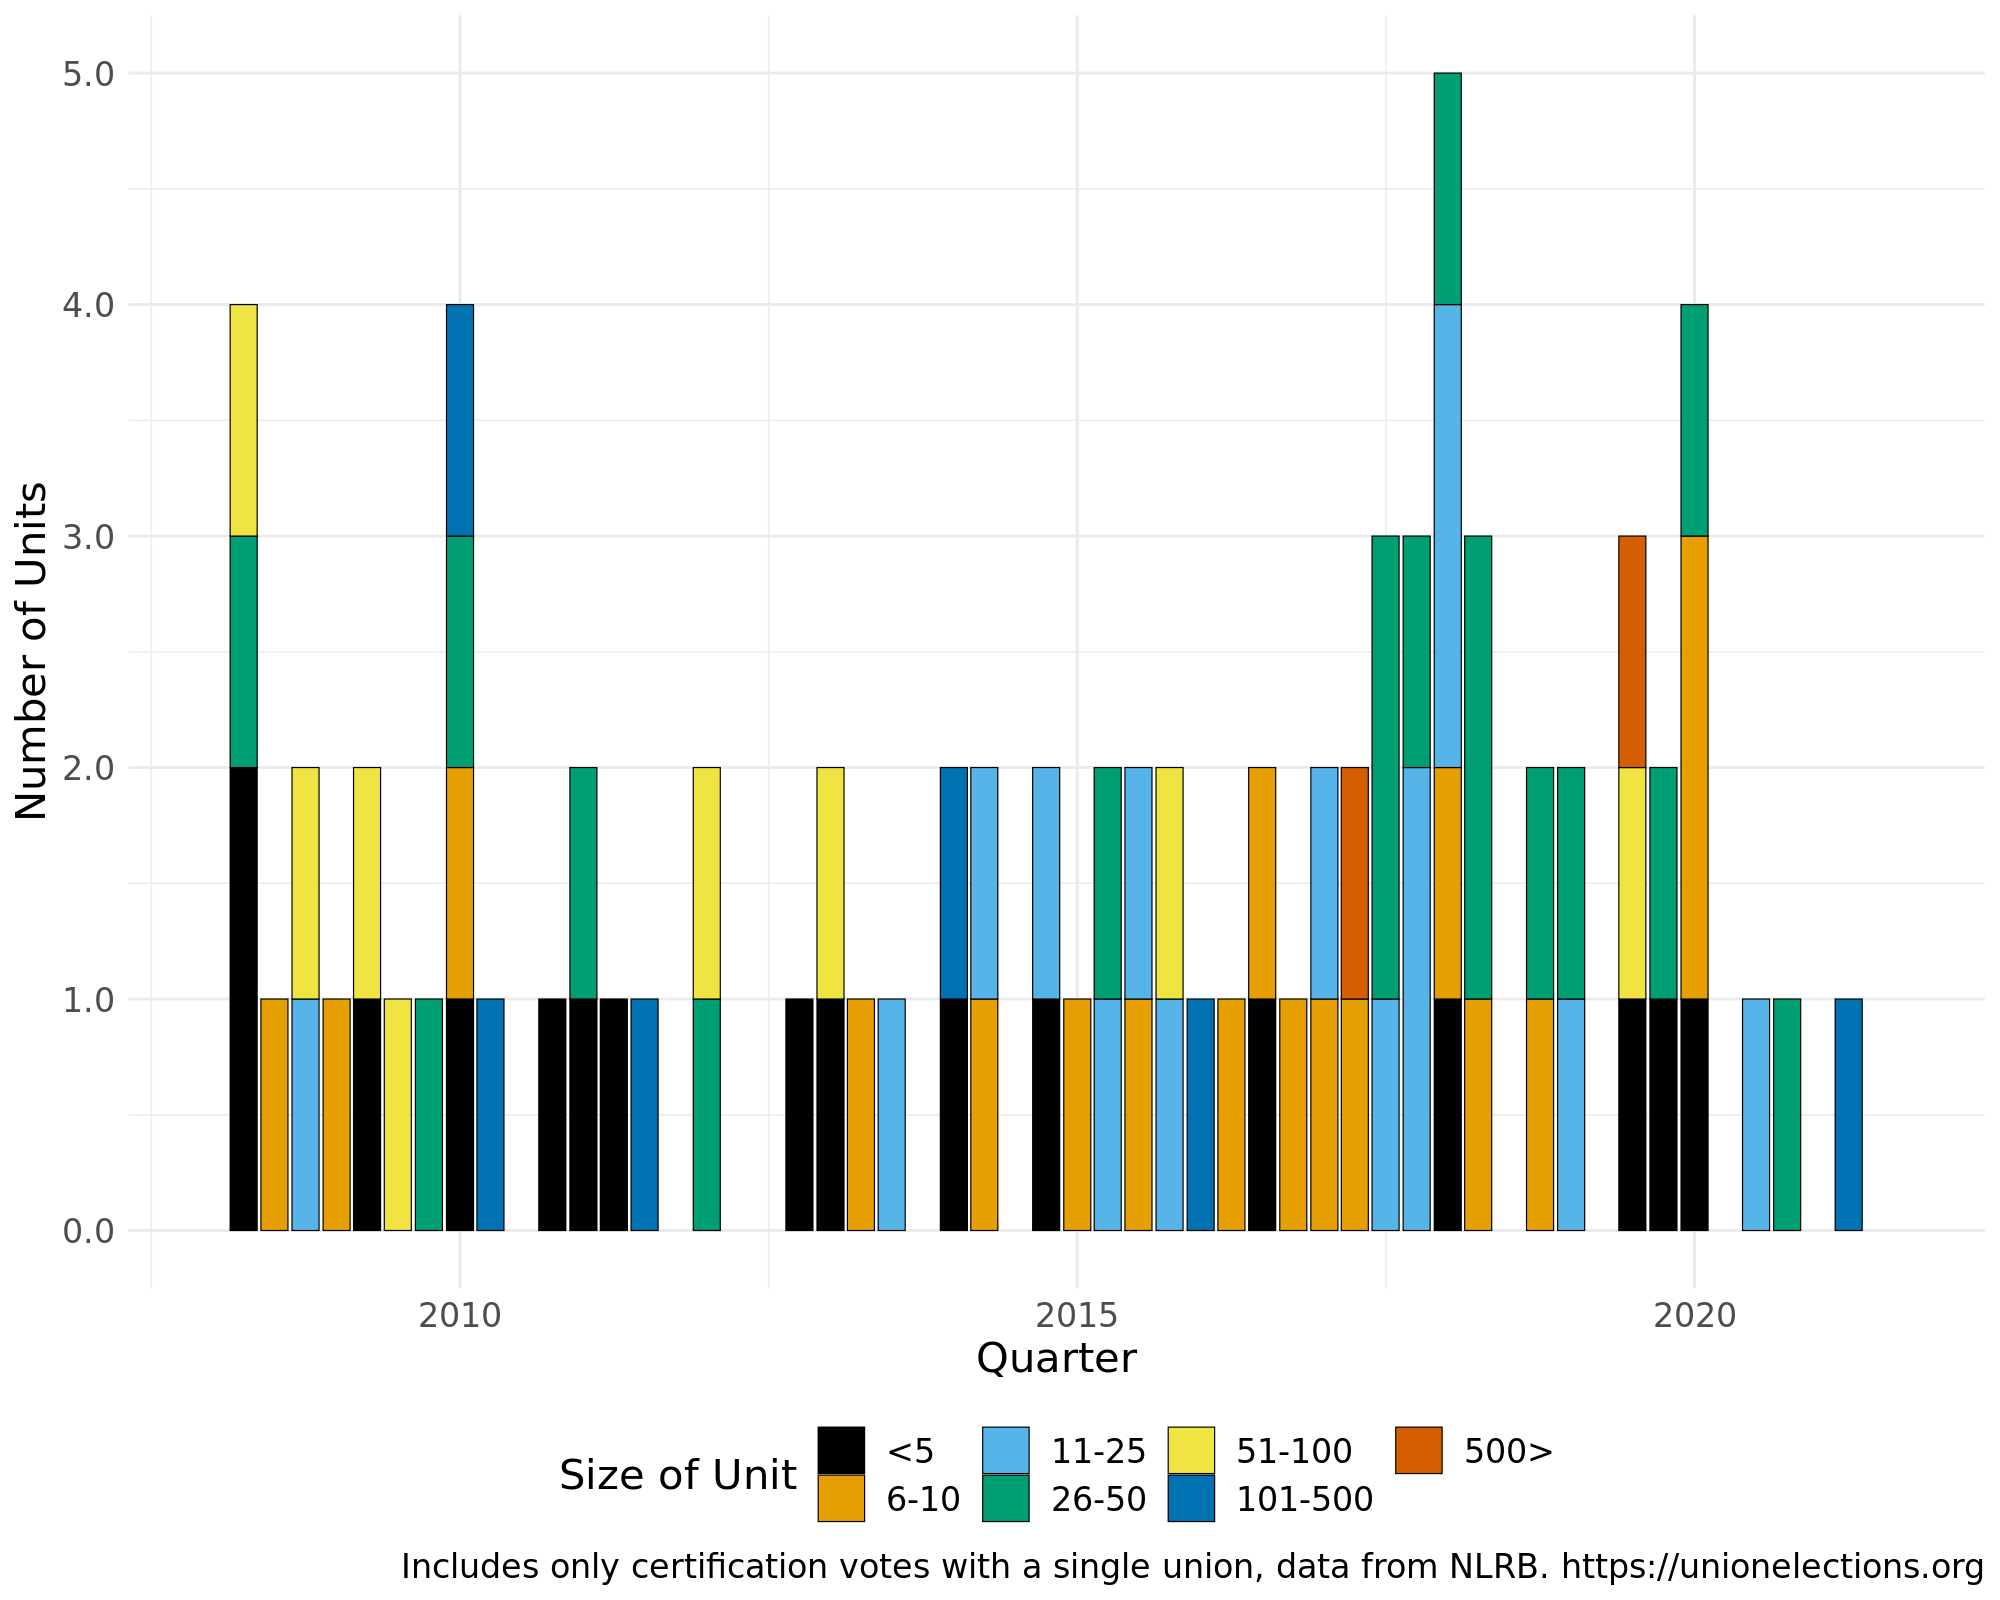 5.0
4.0
3.0
2.0
1.0
0.0
Number of Units
2010 2015 2020
Quarter
Size of Unit
<5 11-25 51-100 500>
6-10 26-50 101-500
Includes only certification votes with a single union, data from NLRB. https://unionelections.org